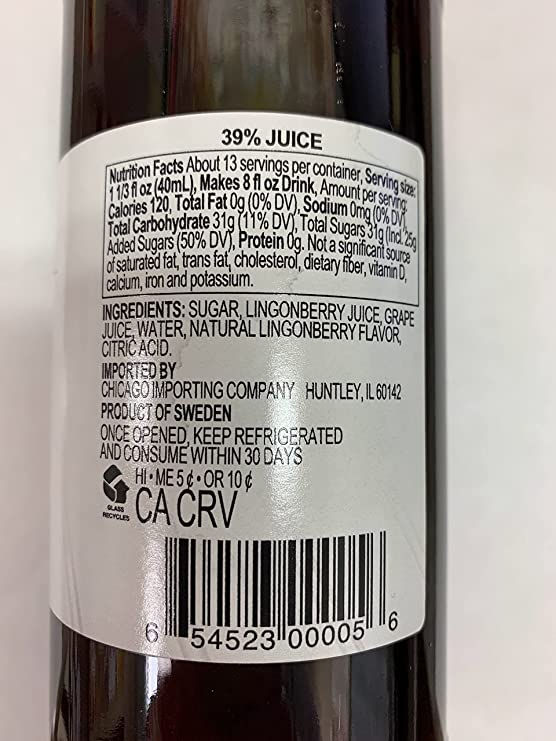 39% JUICE
Nutrition Facts About 13 servings per container, Serving size:
1 1/3 fl oz (40mL), Makes 8 fl oz Drink, Amount per serving:
Calories 120, Total Fat 0g (0% DV), Sodium 0mg (0% DV),
Total Carbohydrate 31g (11% DV), Total Sugars 31g (Incl. 25g
Added Sugars (50% DV), Protein 0g. Not a significant source
of saturated fat, trans fat, cholesterol, dietary fiber, vitamin D,
calcium, iron and potassium.
INGREDIENTS: SUGAR, LINGONBERRY JUICE, GRAPE
JUICE, WATER, NATURAL LINGONBERRY FLAVOR,
CITRIC ACID.
IMPORTED BY
CHICAGO IMPORTING COMPANY HUNTLEY, IL 60142
PRODUCT OF SWEDEN
ONCE OPENED, KEEP REFRIGERATED
AND CONSUME WITHIN 30 DAYS
HI • ME 5¢ • OR 10¢
GLASS
RECYCLES
CA CRV
6 54523 00005 6